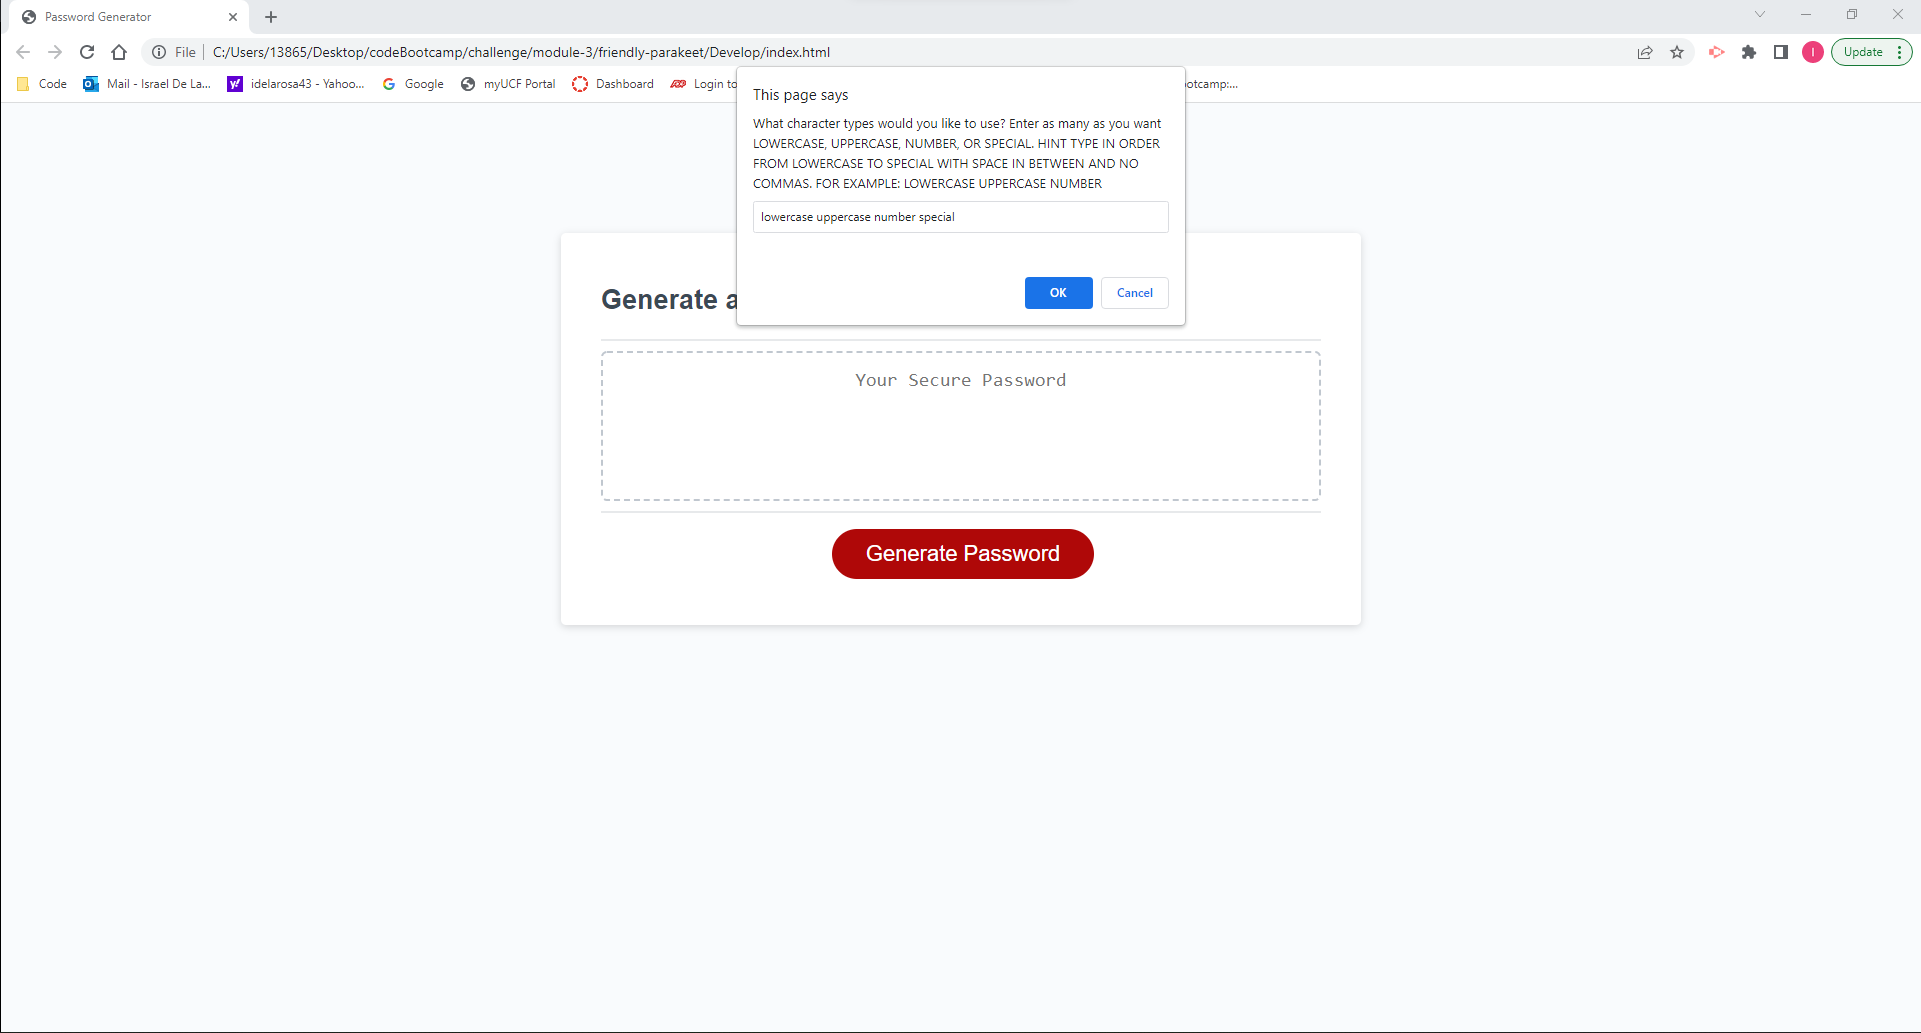 Password Generator
File
C:/Users/13865/Desktop/codeBootcamp/challenge/module-3/friendly-parakeet/Develop/index.html
I
Update
Code
Mail - Israel De La...
idelarosa43 - Yahoo...
Google
myUCF Portal
Dashboard
ADP
Login to
ootcamp:...
This page says
What character types would you like to use? Enter as many as you want
LOWERCASE, UPPERCASE, NUMBER, OR SPECIAL. HINT TYPE IN ORDER
FROM LOWERCASE TO SPECIAL WITH SPACE IN BETWEEN AND NO
COMMAS. FOR EXAMPLE: LOWERCASE UPPERCASE NUMBER
lowercase uppercase number special
OK
Cancel
Generate a
Your Secure Password
Generate Password